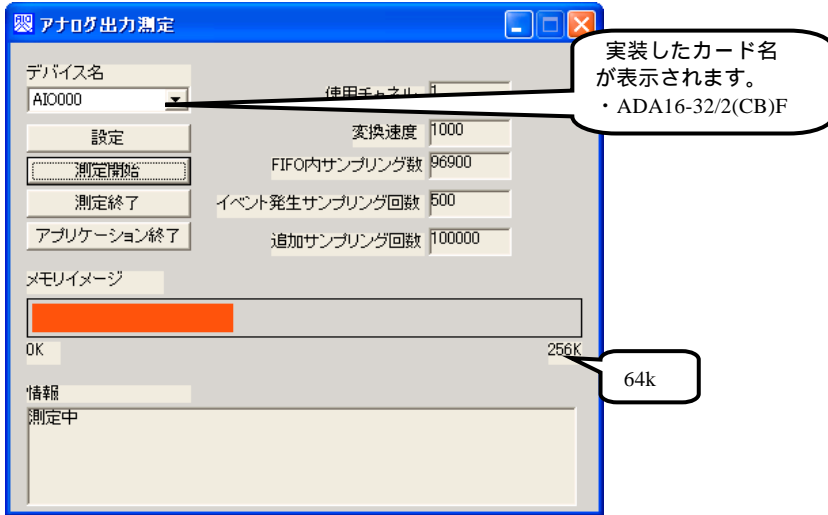 アナログ出力測定
デバイス名
AIO000
使用チャネル 1
設定
変換速度 1000
測定開始
FIFO内サンプリング数 96900
測定終了
イベント発生サンプリング回数 500
アプリケーション終了
追加サンプリング回数 100000
メモリイメージ
0K
256K
情報
測定中
実装したカード名
が表示されます。
・ADA16-32/2(CB)F
64k